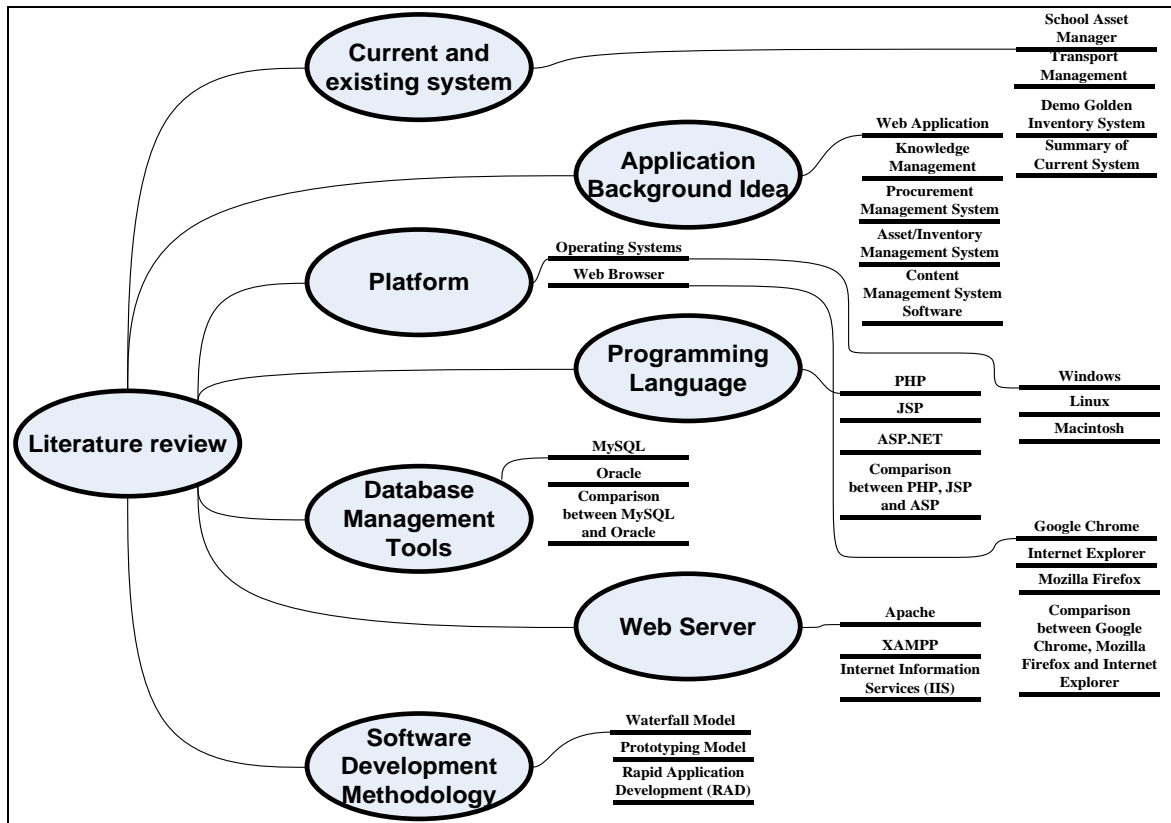 Literature review
Current and
existing system
School Asset
Manager
Transport
Management
Demo Golden
Inventory System
Summary of
Current System
Application
Background Idea
Web Application
Knowledge
Management
Procurement
Management System
Asset/Inventory
Management System
Content
Management System
Software
Platform
Operating Systems
Web Browser
Windows
Linux
Macintosh
Google Chrome
Internet Explorer
Mozilla Firefox
Comparison
between Google
Chrome, Mozilla
Firefox and Internet
Explorer
Programming
Language
PHP
JSP
ASP.NET
Comparison
between PHP, JSP
and ASP
Database
Management
Tools
MySQL
Oracle
Comparison
between MySQL
and Oracle
Web Server
Apache
XAMPP
Internet Information
Services (IIS)
Software
Development
Methodology
Waterfall Model
Prototyping Model
Rapid Application
Development (RAD)